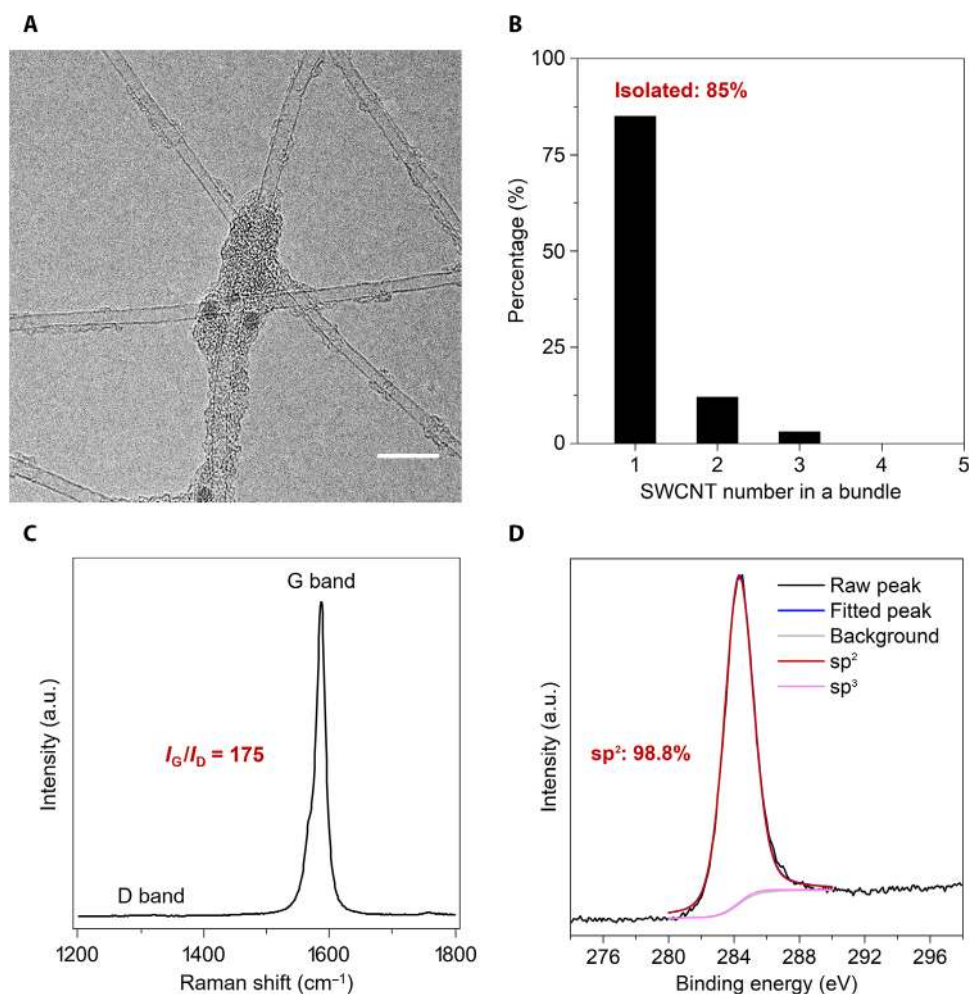 A
B
100
75
50
25
0
Percentage (%)
Isolated: 85%
1 2 3 4 5
SWCNT number in a bundle
C
G band
I_G/I_D = 175
D band
Intensity (a.u.)
1200 1400 1600 1800
Raman shift (cm⁻¹)
D
Raw peak
Fitted peak
Background
sp²
sp³
sp²: 98.8%
Intensity (a.u.)
276 280 284 288 292 296
Binding energy (eV)